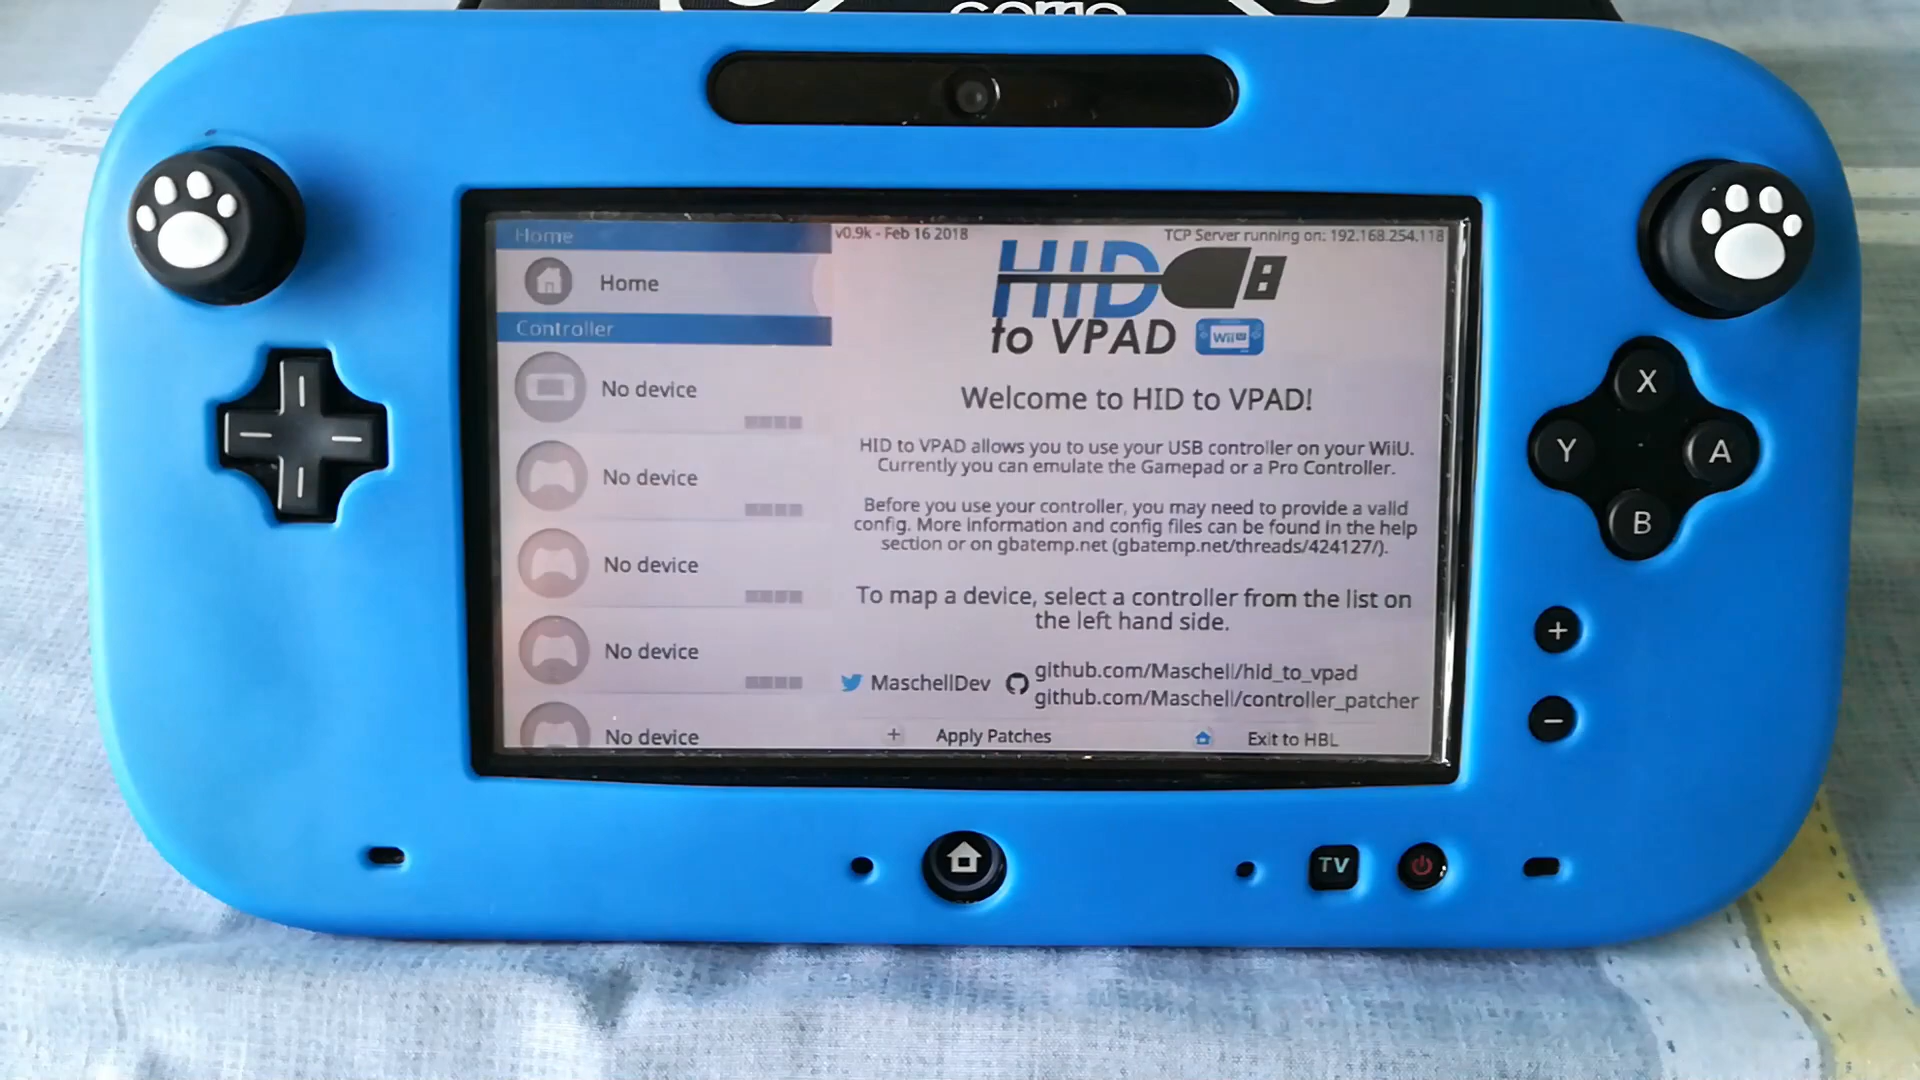 Home
v0.9k - Feb 16 2018
TCP Server running on: 192.168.254.118
Home
HID
to VPAD
WiiU
Controller
No device
No device
No device
No device
No device
Welcome to HID to VPAD!
HID to VPAD allows you to use your USB controller on your WiiU.
Currently you can emulate the Gamepad or a Pro Controller.
Before you use your controller, you may need to provide a valid
config. More information and config files can be found in the help
section or on gbatemp.net (gbatemp.net/threads/424127/).
To map a device, select a controller from the list on
the left hand side.
MaschellDev
github.com/Maschell/hid_to_vpad
github.com/Maschell/controller_patcher
+ Apply Patches
Exit to HBL
X
Y
A
B
+
−
TV